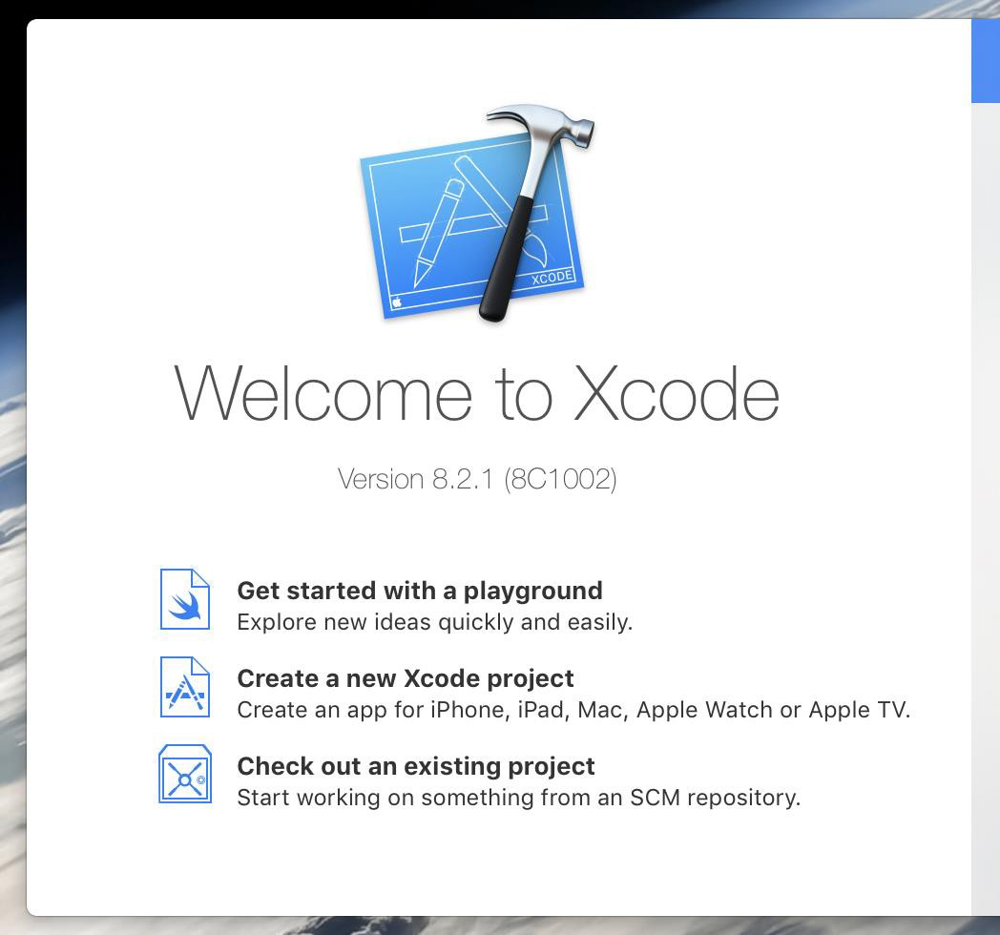 XCODE
Welcome to Xcode
Version 8.2.1 (8C1002)
Get started with a playground
Explore new ideas quickly and easily.
Create a new Xcode project
Create an app for iPhone, iPad, Mac, Apple Watch or Apple TV.
Check out an existing project
Start working on something from an SCM repository.